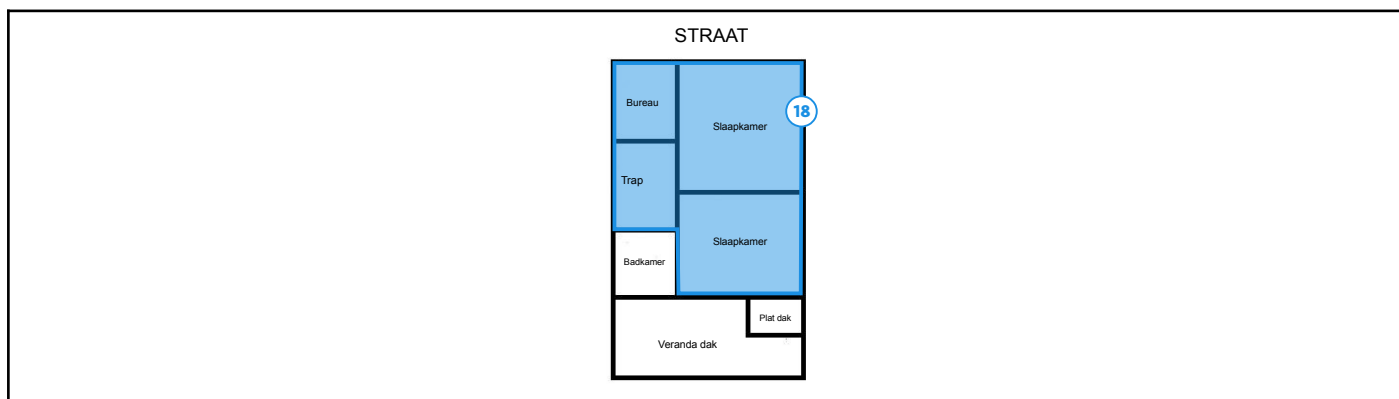 STRAAT
Bureau
18
Slaapkamer
Trap
Slaapkamer
Badkamer
Plat dak
Veranda dak